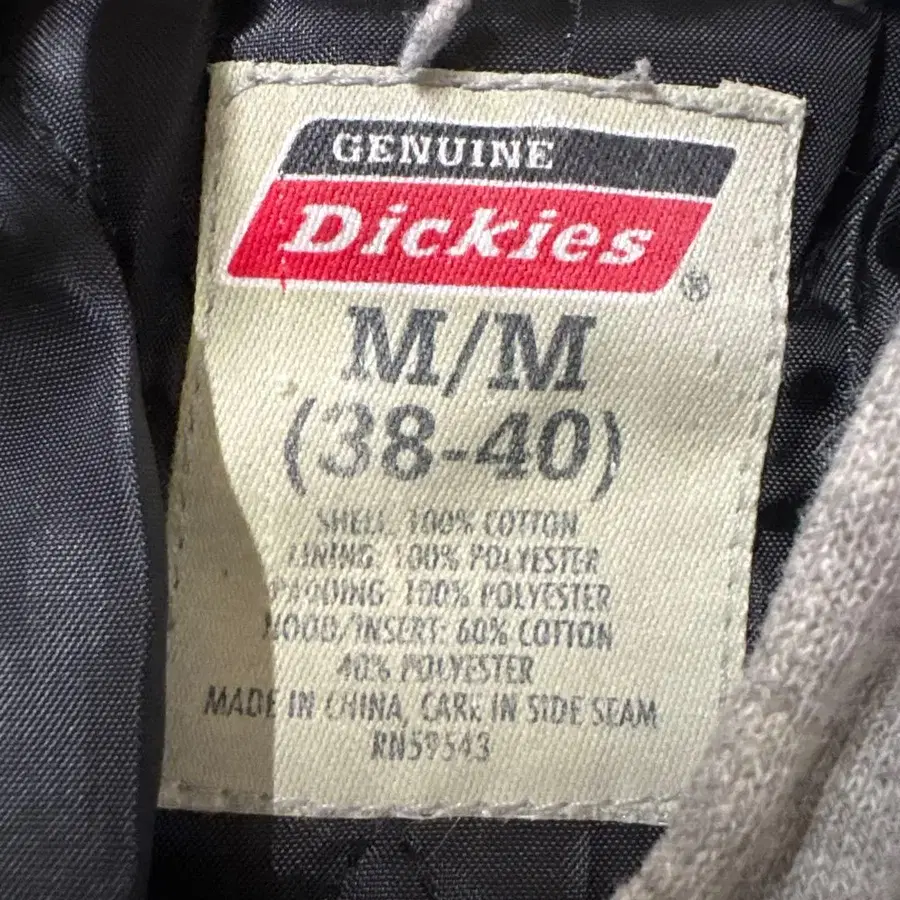 GENUINE
Dickies®
M/M
(38-40)
SHELL: 100% COTTON
LINING: 100% POLYESTER
PADDING: 100% POLYESTER
HOOD/INSERT: 60% COTTON
40% POLYESTER
MADE IN CHINA, CARE IN SIDE SEAM
RN59543